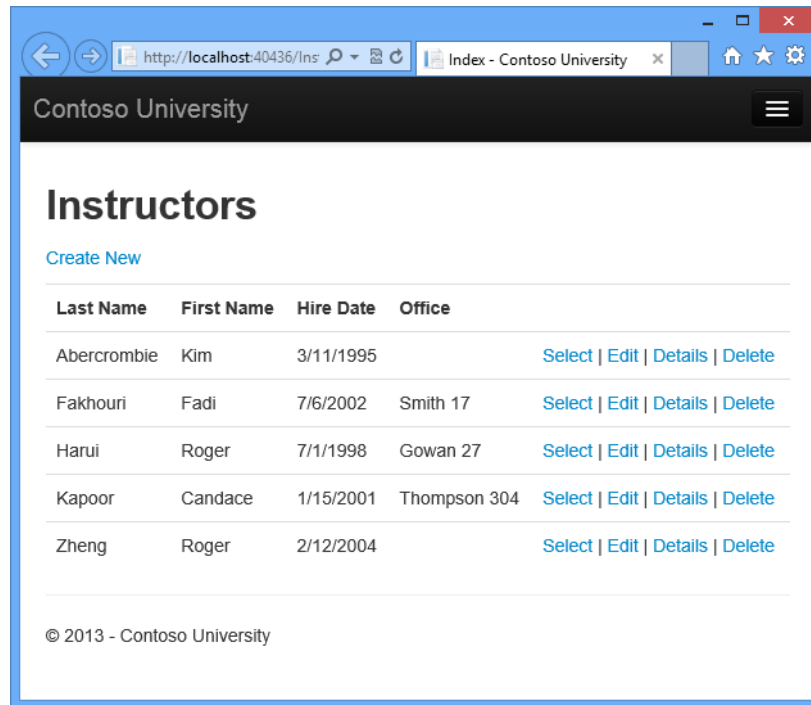 http://localhost:40436/Ins
Index - Contoso University
Contoso University
Instructors
Create New
Last Name First Name Hire Date Office
Abercrombie Kim 3/11/1995 Select | Edit | Details | Delete
Fakhouri Fadi 7/6/2002 Smith 17 Select | Edit | Details | Delete
Harui Roger 7/1/1998 Gowan 27 Select | Edit | Details | Delete
Kapoor Candace 1/15/2001 Thompson 304 Select | Edit | Details | Delete
Zheng Roger 2/12/2004 Select | Edit | Details | Delete
© 2013 - Contoso University